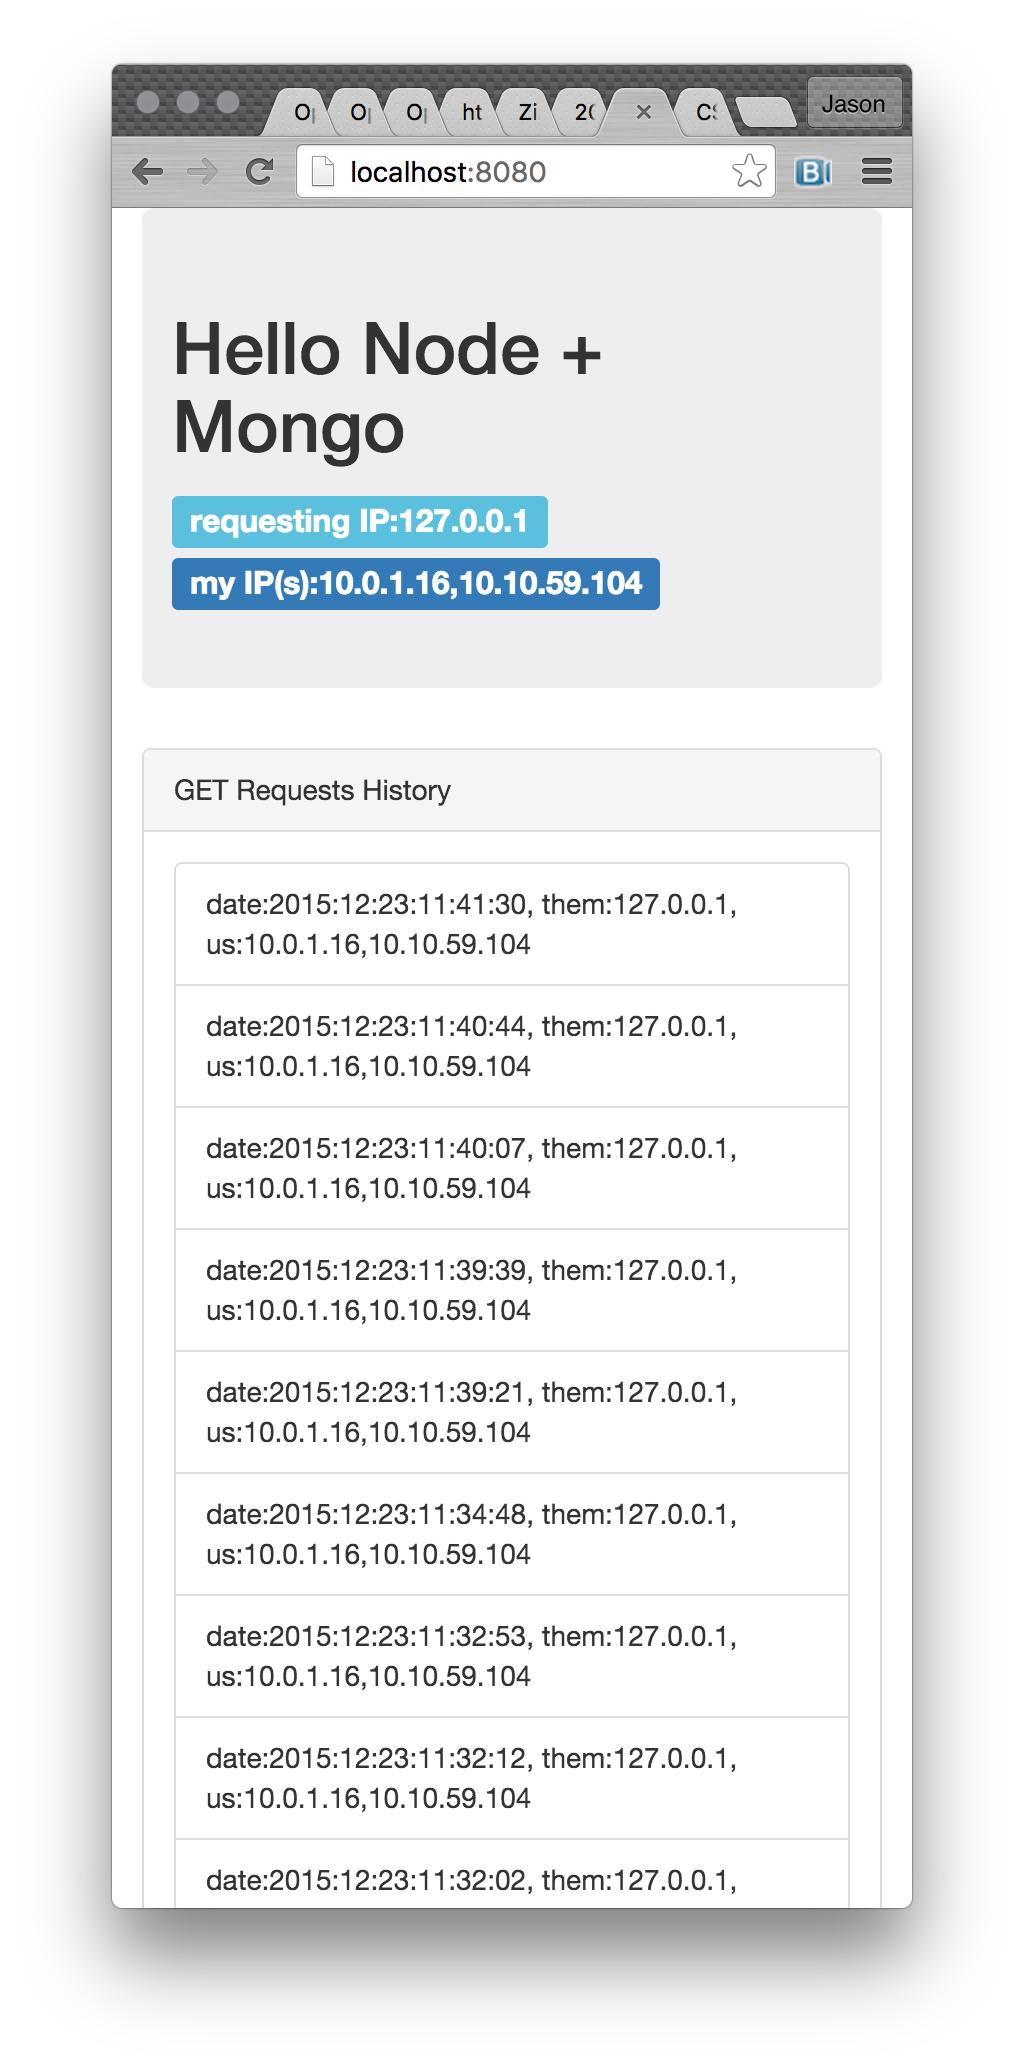 O
O
O
ht
Zi
Jason
localhost:8080
Hello Node +
Mongo
requesting IP:127.0.0.1
my IP(s):10.0.1.16,10.10.59.104
GET Requests History
date:2015:12:23:11:41:30, them:127.0.0.1,
us:10.0.1.16,10.10.59.104
date:2015:12:23:11:40:44, them:127.0.0.1,
us:10.0.1.16,10.10.59.104
date:2015:12:23:11:40:07, them:127.0.0.1,
us:10.0.1.16,10.10.59.104
date:2015:12:23:11:39:39, them:127.0.0.1,
us:10.0.1.16,10.10.59.104
date:2015:12:23:11:39:21, them:127.0.0.1,
us:10.0.1.16,10.10.59.104
date:2015:12:23:11:34:48, them:127.0.0.1,
us:10.0.1.16,10.10.59.104
date:2015:12:23:11:32:53, them:127.0.0.1,
us:10.0.1.16,10.10.59.104
date:2015:12:23:11:32:12, them:127.0.0.1,
us:10.0.1.16,10.10.59.104
date:2015:12:23:11:32:02, them:127.0.0.1,